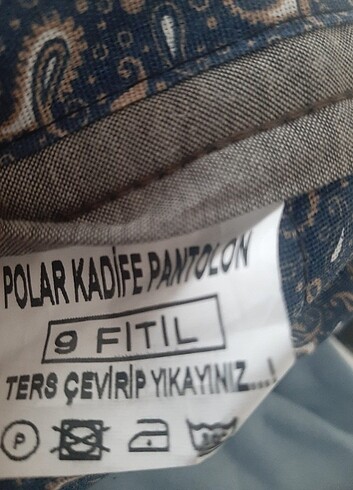 POLAR KADİFE PANTOLON
9 FİTİL
TERS ÇEVİRİP YIKAYINIZ...!
P